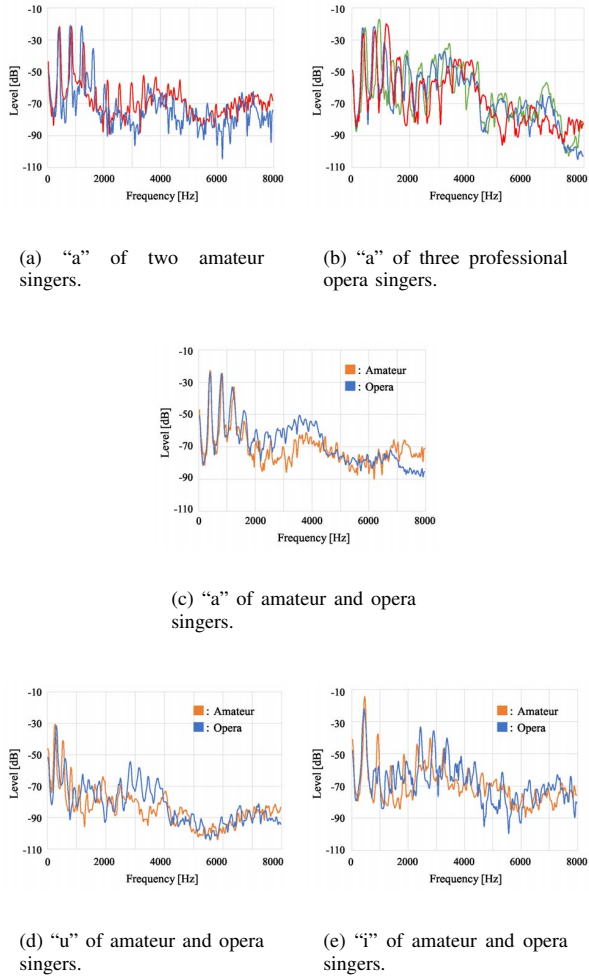 -10
-30
-50
-70
-90
-110
Level [dB]
0 2000 4000 6000 8000
Frequency [Hz]
-10
-30
-50
-70
-90
-110
Level [dB]
0 2000 4000 6000 8000
Frequency [Hz]
(a) “a” of two amateur
singers.
(b) “a” of three professional
opera singers.
-10
-30
-50
-70
-90
-110
Level [dB]
: Amateur
: Opera
0 2000 4000 6000 8000
Frequency [Hz]
(c) “a” of amateur and opera
singers.
-10
-30
-50
-70
-90
-110
Level [dB]
: Amateur
: Opera
0 2000 4000 6000 8000
Frequency [Hz]
-10
-30
-50
-70
-90
-110
Level [dB]
: Amateur
: Opera
0 2000 4000 6000 8000
Frequency [Hz]
(d) “u” of amateur and opera
singers.
(e) “i” of amateur and opera
singers.